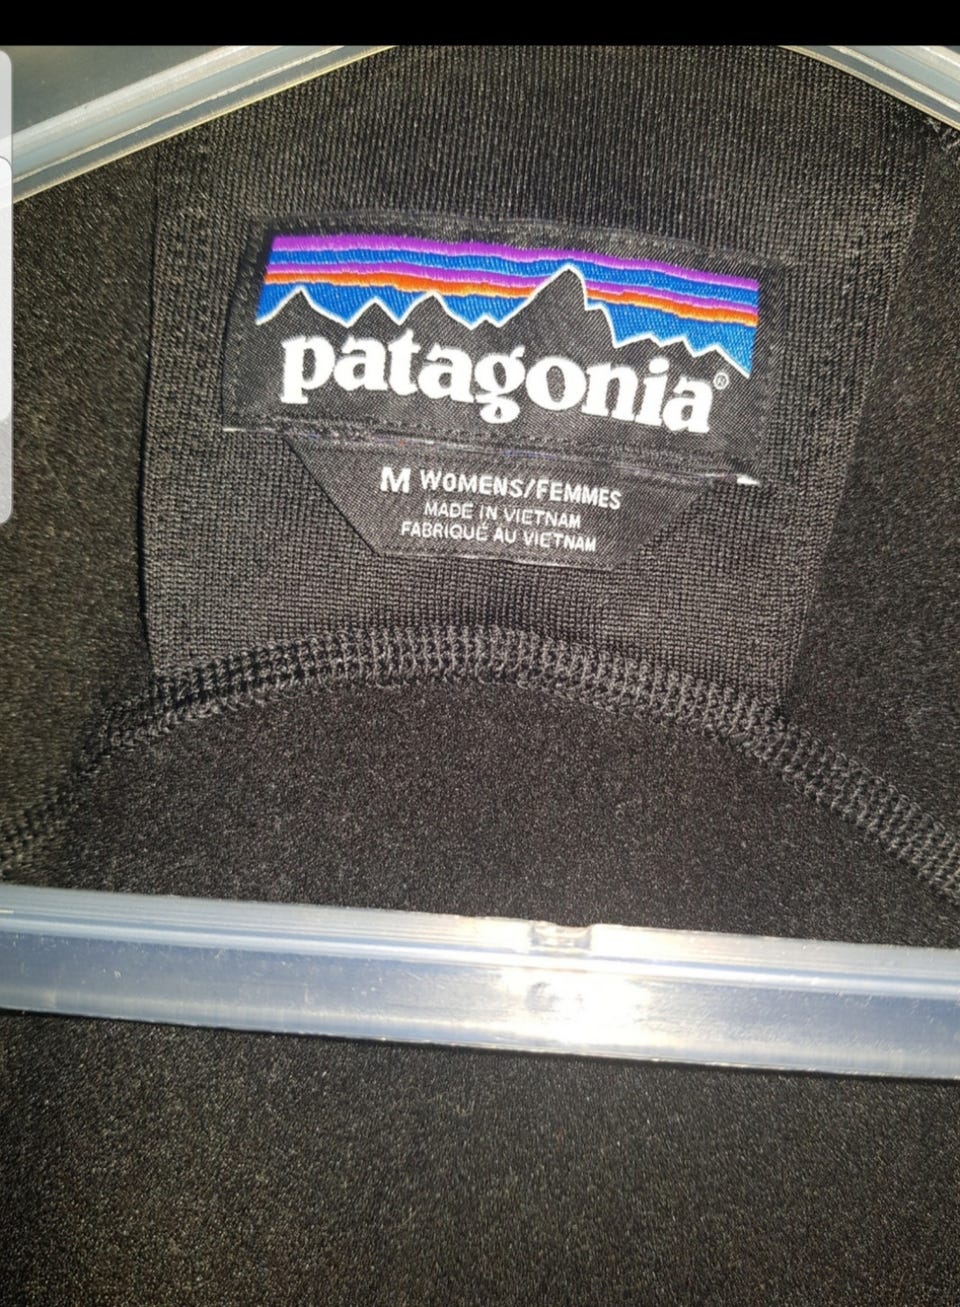 patagonia®
M WOMENS/FEMMES
MADE IN VIETNAM
FABRIQUÉ AU VIETNAM